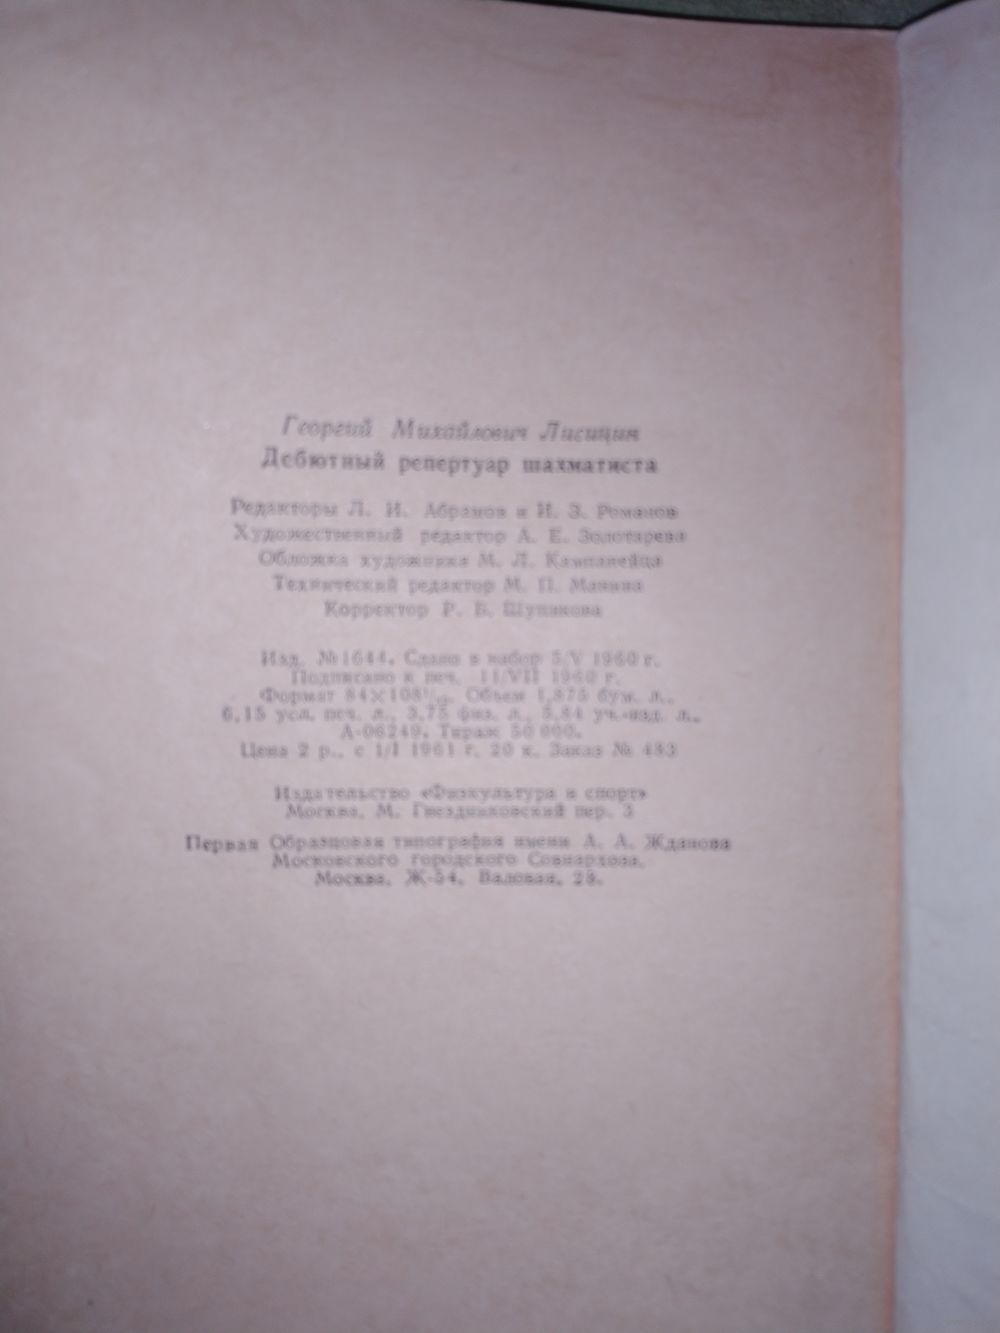 Георгий Михайлович Лисицин
Дебютный репертуар шахматиста
Редакторы Л. И. Абрамов и И. З. Романов
Художественный редактор А. Е. Золотарева
Обложка художника М. Л. Кампанейца
Технический редактор М. П. Манина
Корректор Р. Б. Шупикова
Изд. №1644. Сдано в набор 5/V 1960 г.
Подписано к печ. 11/VII 1960 г.
Формат 84×108¹/₃₂. Объем 1,875 бум. л.,
6,15 усл. печ. л., 3,75 физ. л., 5,84 уч.-изд. л.,
А-06249. Тираж 50 000.
Цена 2 р., с 1/I 1961 г. 20 к. Заказ № 483
Издательство «Физкультура и спорт»
Москва, М. Гнездниковский пер. 3
Первая Образцовая типография имени А. А. Жданова
Московского городского Совнархоза.
Москва, Ж-54, Валовая, 28.